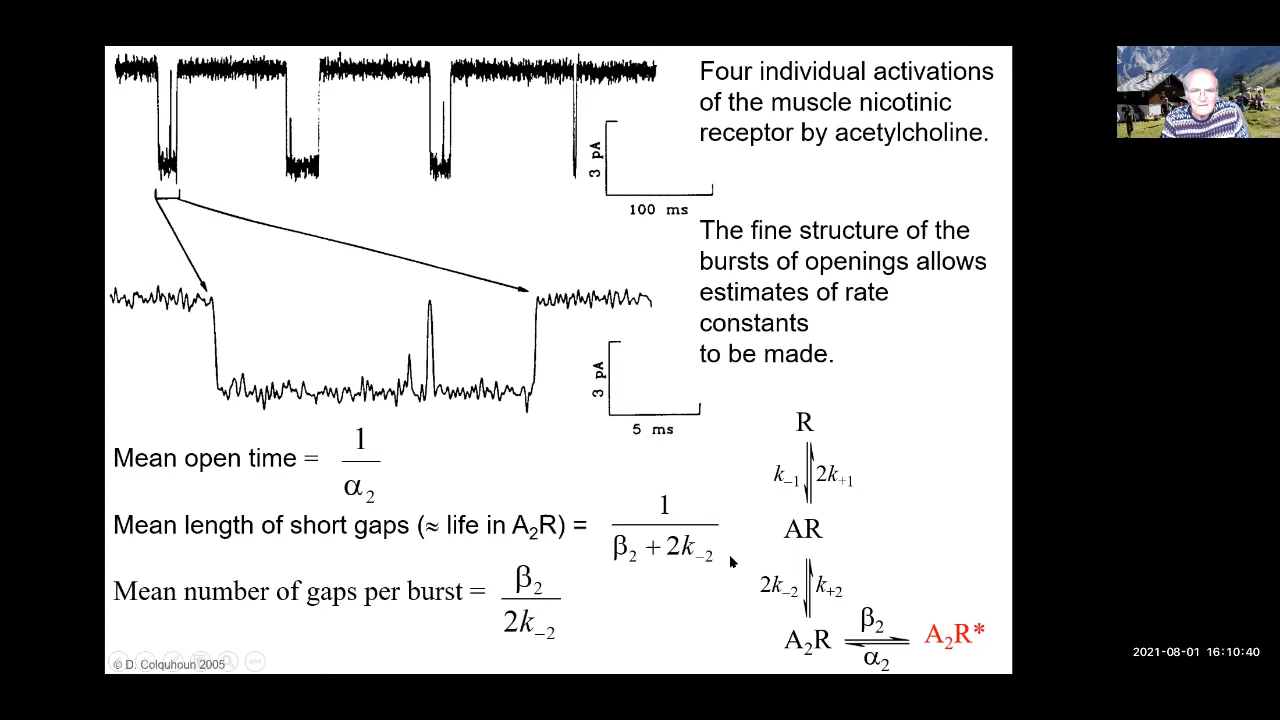 Four individual activations
of the muscle nicotinic
receptor by acetylcholine.
3 pA
100 ms
The fine structure of the
bursts of openings allows
estimates of rate
constants
to be made.
3 pA
5 ms
Mean open time = 1/α₂
Mean length of short gaps (≈ life in A₂R) = 1/(β₂ + 2k₋₂)
Mean number of gaps per burst = β₂/2k₋₂
R
k₋₁ 2k₊₁
AR
2k₋₂ k₊₂
A₂R β₂ α₂ A₂R*
© D. Colquhoun 2005
2021-08-01 16:10:40